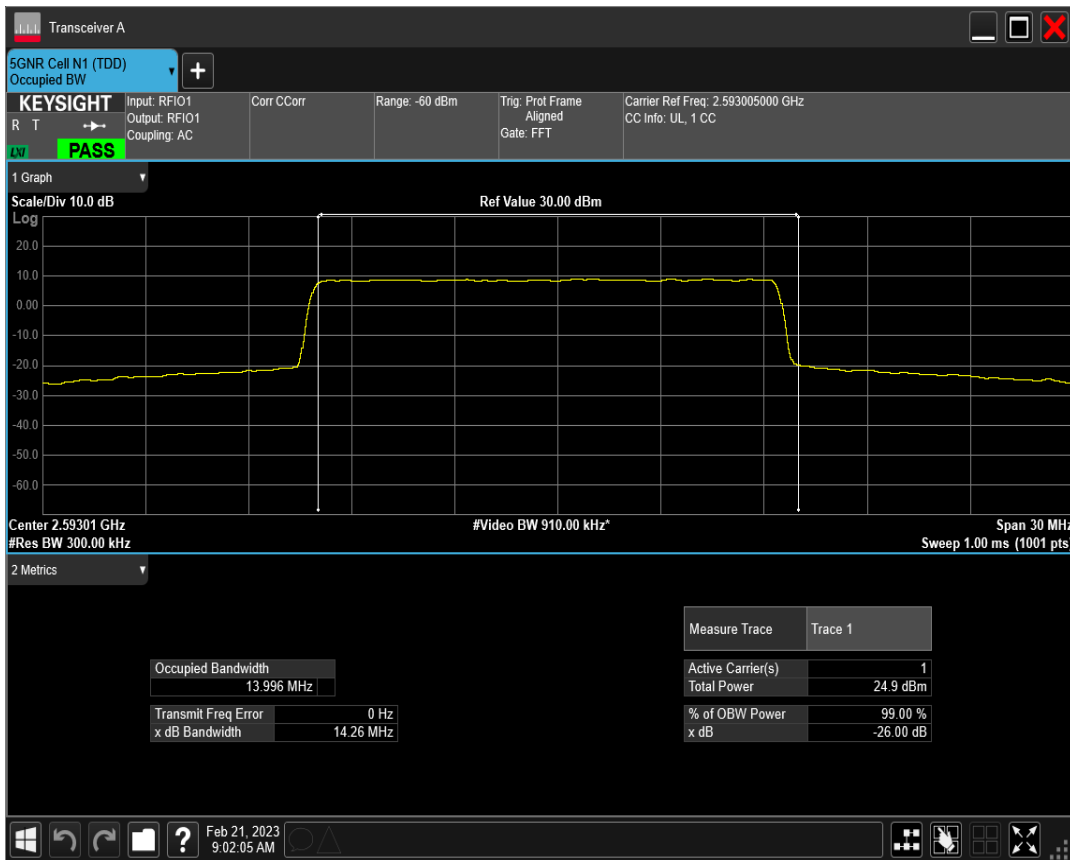 Transceiver A
5GNR Cell N1 (TDD)
Occupied BW
KEYSIGHT
R T
LXI
PASS
Input: RFIO1
Output: RFIO1
Coupling: AC
Corr CCorr
Range: -60 dBm
Trig: Prot Frame
Aligned
Gate: FFT
Carrier Ref Freq: 2.593005000 GHz
CC Info: UL, 1 CC
1 Graph
Scale/Div 10.0 dB
Ref Value 30.00 dBm
Log
20.0
10.0
0.00
-10.0
-20.0
-30.0
-40.0
-50.0
-60.0
Center 2.59301 GHz
#Video BW 910.00 kHz*
Span 30 MHz
#Res BW 300.00 kHz
Sweep 1.00 ms (1001 pts)
2 Metrics
Measure Trace Trace 1
Occupied Bandwidth
13.996 MHz
Active Carrier(s) 1
Total Power 24.9 dBm
Transmit Freq Error 0 Hz
x dB Bandwidth 14.26 MHz
% of OBW Power 99.00 %
x dB -26.00 dB
?
Feb 21, 2023
9:02:05 AM